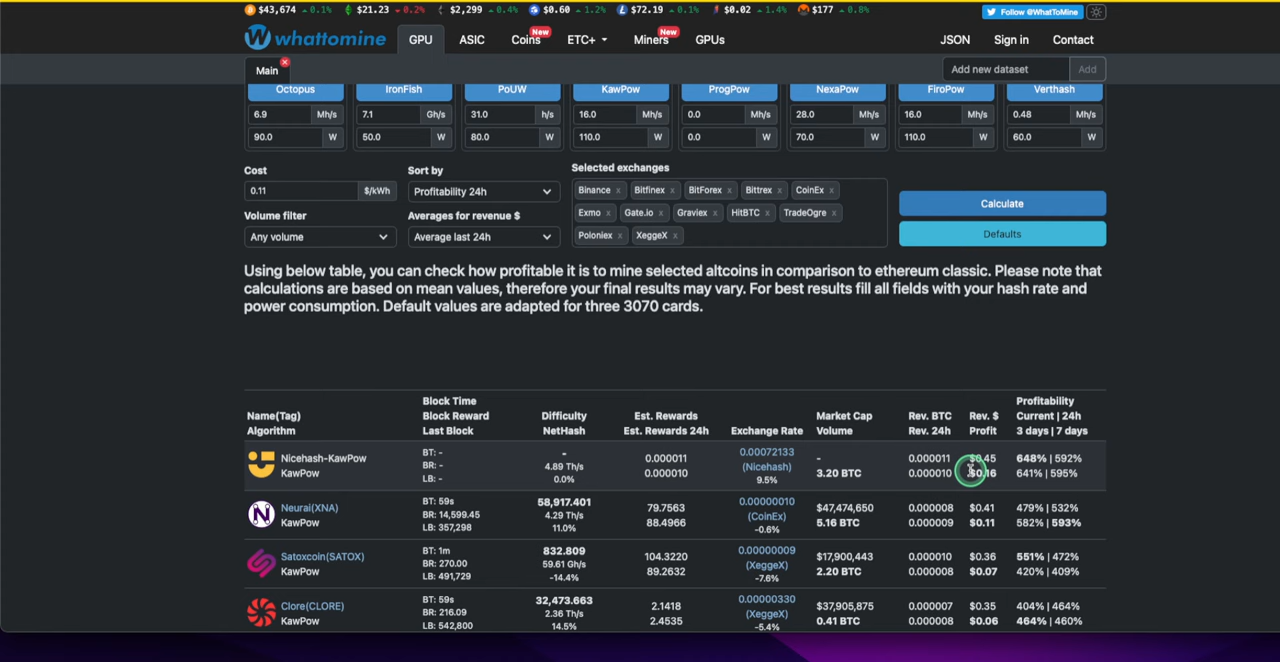 $43,674 0.1% $21.23 0.2% $2,299 0.4% $0.60 1.2% $72.19 0.1% $0.02 1.4% $177 0.8% Follow @WhatToMine
whattomine GPU ASIC Coins New ETC+ Miners New GPUs JSON Sign in Contact
Main Add new dataset Add
Octopus IronFish PoUW KawPow ProgPow NexaPow FiroPow Verthash
6.9 Mh/s 7.1 Gh/s 31.0 h/s 16.0 Mh/s 0.0 Mh/s 28.0 Mh/s 16.0 Mh/s 0.48 Mh/s
90.0 W 50.0 W 80.0 W 110.0 W 0.0 W 70.0 W 110.0 W 60.0 W
Cost Sort by Selected exchanges
0.11 $/kWh Profitability 24h Binance x Bitfinex x BitForex x Bittrex x CoinEx x Calculate
Volume filter Averages for revenue $ Exmo x Gate.io x Graviex x HitBTC x TradeOgre x
Any volume Average last 24h Poloniex x XeggeX x Defaults
Using below table, you can check how profitable it is to mine selected altcoins in comparison to ethereum classic. Please note that
calculations are based on mean values, therefore your final results may vary. For best results fill all fields with your hash rate and
power consumption. Default values are adapted for three 3070 cards.
Name(Tag) Algorithm
Block Time Block Reward Last Block
Difficulty NetHash
Est. Rewards Est. Rewards 24h
Exchange Rate
Market Cap Volume
Rev. BTC Rev. 24h
Rev. $ Profit
Profitability Current | 24h 3 days | 7 days
Nicehash-KawPow BT: - - 0.000011 0.00072133 - 0.000011 $0.45 648% | 592%
KawPow BR: - 4.89 Th/s 0.000010 (Nicehash) 3.20 BTC 0.000010 $0.16 641% | 595%
LB: - 0.0% 9.5%
Neurai(XNA) BT: 59s 58,917.401 79.7563 0.00000010 $47,474,650 0.000008 $0.41 479% | 532%
KawPow BR: 14,599.45 4.29 Th/s 88.4966 (CoinEx) 5.16 BTC 0.000009 $0.11 582% | 593%
LB: 357,298 11.0% -0.6%
Satoxcoin(SATOX) BT: 1m 832.809 104.3220 0.00000009 $17,900,443 0.000010 $0.36 551% | 472%
KawPow BR: 270.00 59.61 Gh/s 89.2632 (XeggeX) 2.20 BTC 0.000008 $0.07 420% | 409%
LB: 491,729 -14.4% -7.6%
Clore(CLORE) BT: 59s 32,473.663 2.1418 0.00000330 $37,905,875 0.000007 $0.35 404% | 464%
KawPow BR: 216.09 2.36 Th/s 2.4535 (XeggeX) 0.41 BTC 0.000008 $0.06 464% | 460%
LB: 542,800 14.5% -5.4%